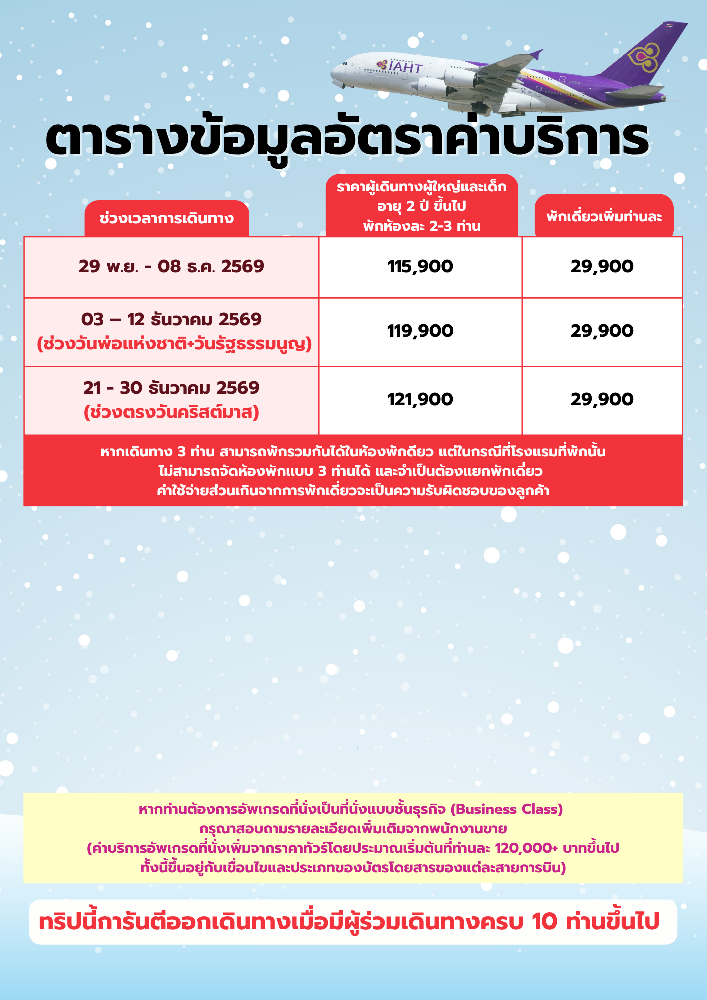 IAHT
ตารางข้อมูลอัตราค่าบริการ
ช่วงเวลาการเดินทาง
ราคาผู้เดินทางผู้ใหญ่และเด็ก
อายุ 2 ปี ขึ้นไป
พักห้องละ 2-3 ท่าน
พักเดี่ยวเพิ่มท่านละ
29 พ.ย. - 08 ธ.ค. 2569
115,900
29,900
03 – 12 ธันวาคม 2569
(ช่วงวันพ่อแห่งชาติ+วันรัฐธรรมนูญ)
119,900
29,900
21 - 30 ธันวาคม 2569
(ช่วงตรงวันคริสต์มาส)
121,900
29,900
หากเดินทาง 3 ท่าน สามารถพักรวมกันได้ในห้องพักดียว แต่ในกรณีที่โรงแรมที่พักนั้น
ไม่สามารถจัดห้องพักแบบ 3 ท่านได้ และจำเป็นต้องแยกพักเดี่ยว
ค่าใช้จ่ายส่วนเกินจากการพักเดี่ยวจะเป็นความรับผิดชอบของลูกค้า
หากท่านต้องการอัพเกรดที่นั่งเป็นที่นั่งแบบชั้นธุรกิจ (Business Class)
กรุณาสอบถามรายละเอียดเพิ่มเติมจากพนักงานขาย
(ค่าบริการอัพเกรดที่นั่งเพิ่มจากราคาทัวร์โดยประมาณเริ่มต้นที่ท่านละ 120,000+ บาทขึ้นไป
ทั้งนี้ขึ้นอยู่กับเขื่อนไขและประเภทของบัตรโดยสารของแต่ละสายการบิน)
ทริปนี้การันตีออกเดินทางเมื่อมีผู้ร่วมเดินทางครบ 10 ท่านขึ้นไป